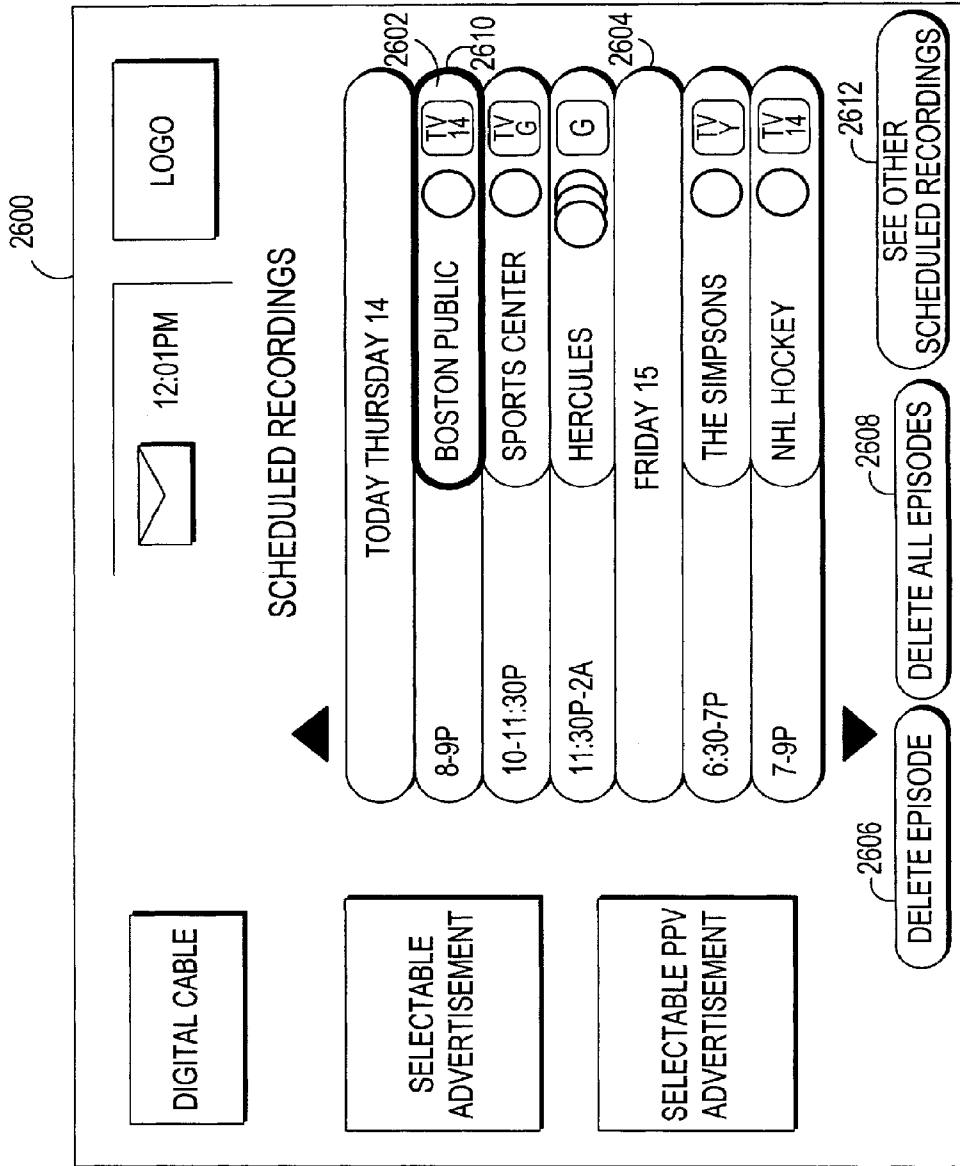 2600
DIGITAL CABLE
12:01PM
LOGO
SCHEDULED RECORDINGS
SELECTABLE
ADVERTISEMENT
SELECTABLE PPV
ADVERTISEMENT
TODAY THURSDAY 14
8-9P BOSTON PUBLIC TV 14
2602
2610
10-11:30P SPORTS CENTER TV G
11:30P-2A HERCULES G
FRIDAY 15
2604
6:30-7P THE SIMPSONS TV Y
7-9P NHL HOCKEY TV 14
2606
DELETE EPISODE
2608
DELETE ALL EPISODES
2612
SEE OTHER
SCHEDULED RECORDINGS